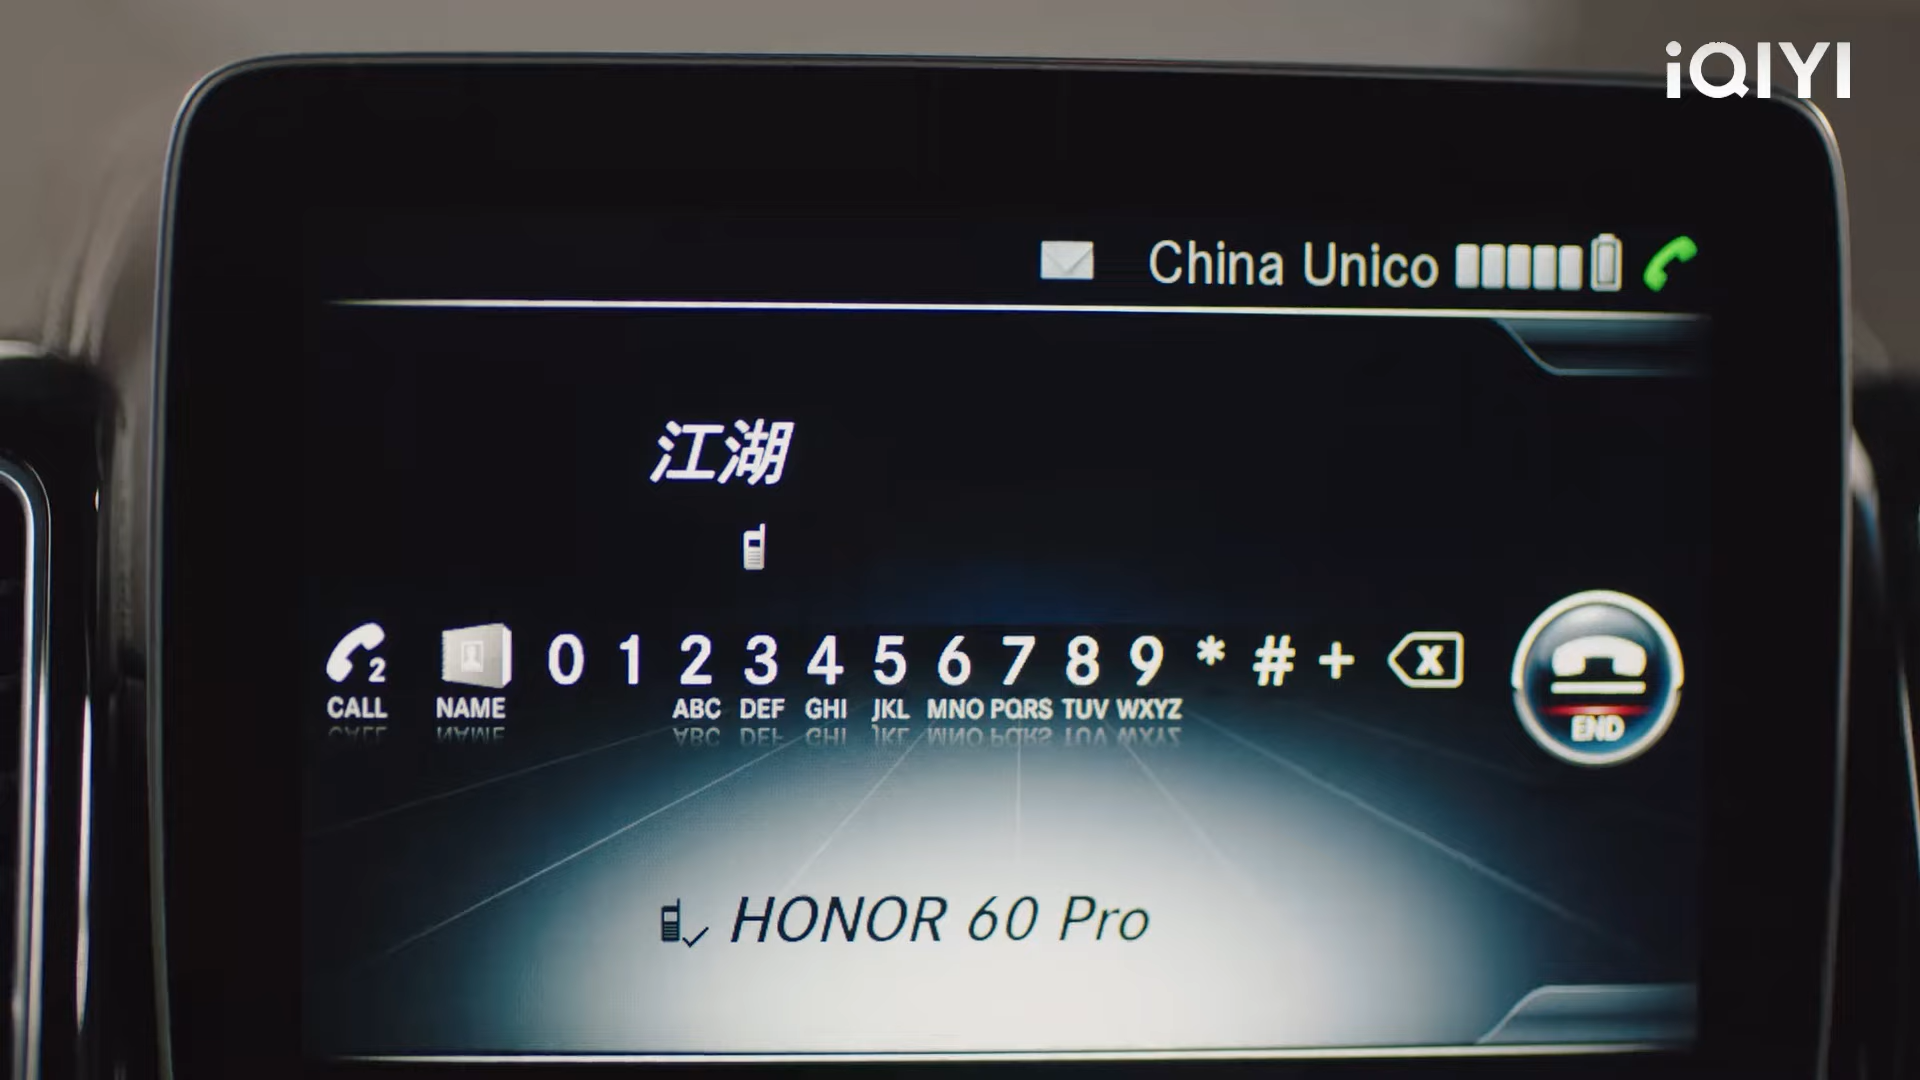 iQIYI
China Unico
江湖
2 0 1 2 3 4 5 6 7 8 9 * # + x
CALL NAME ABC DEF GHI JKL MNO PQRS TUV WXYZ
END
HONOR 60 Pro